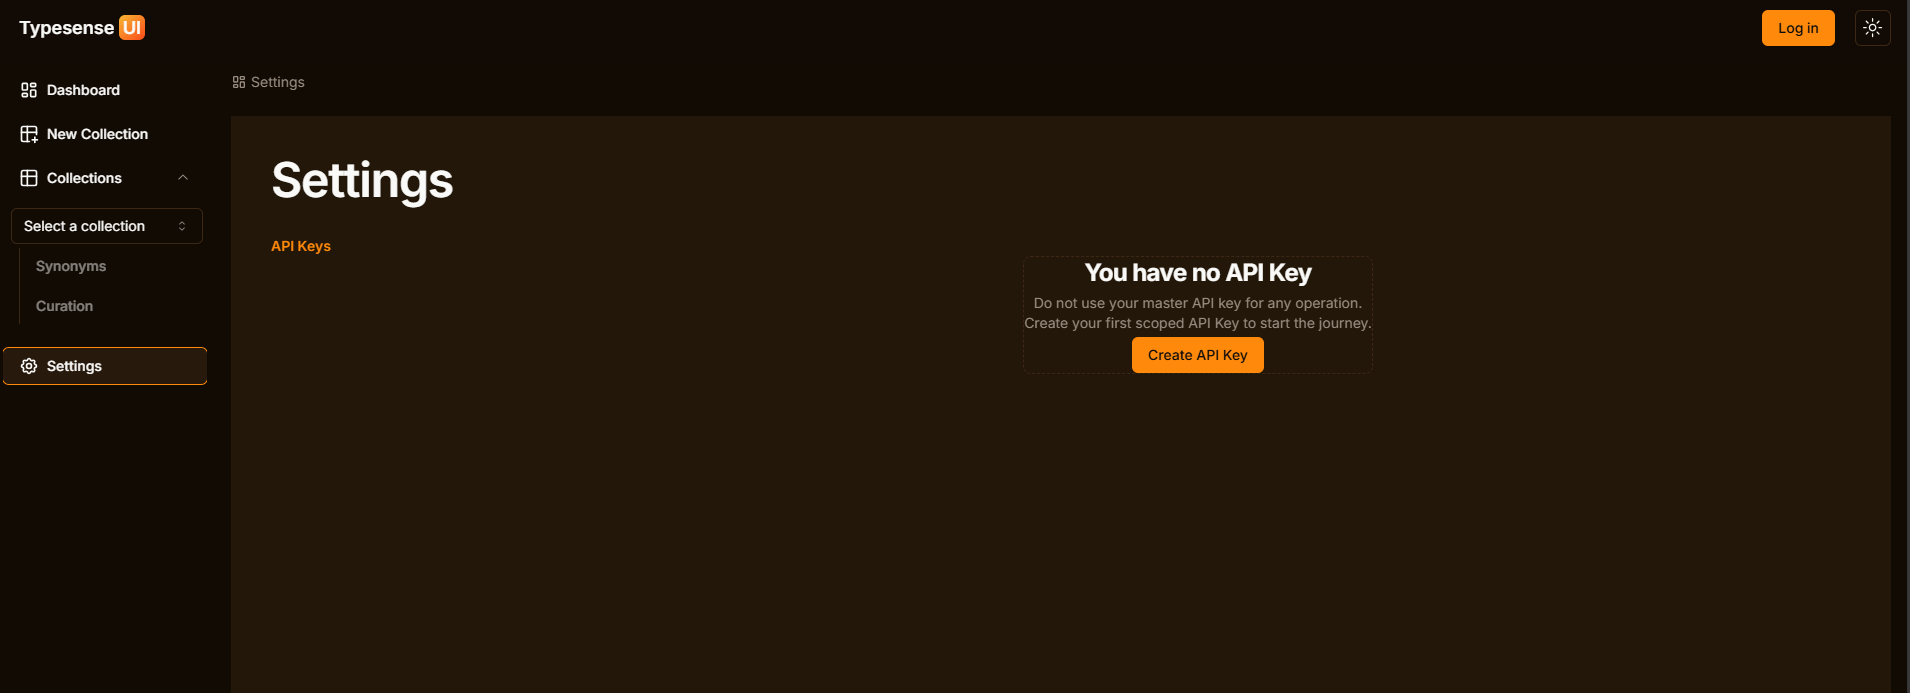 Typesense UI
Log in
Dashboard
New Collection
Collections
Select a collection
Synonyms
Curation
Settings
Settings
Settings
API Keys
You have no API Key
Do not use your master API key for any operation.
Create your first scoped API Key to start the journey.
Create API Key